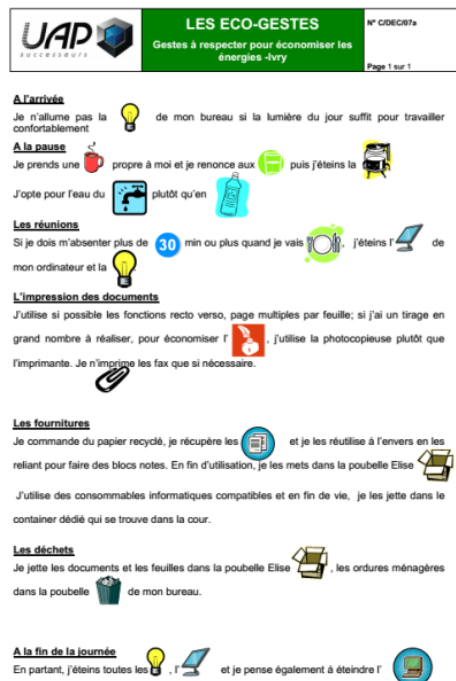 UAP
successeurs
LES ECO-GESTES
Gestes à respecter pour économiser les
énergies -Ivry
N° C/DEC/07a
Page 1 sur 1
A l'arrivée
Je n'allume pas la de mon bureau si la lumière du jour suffit pour travailler
confortablement
A la pause
Je prends une propre à moi et je renonce aux puis j'éteins la
J'opte pour l'eau du plutôt qu'en
Les réunions
Si je dois m'absenter plus de 30 min ou plus quand je vais , j'éteins l' de
mon ordinateur et la
L'impression des documents
J'utilise si possible les fonctions recto verso, page multiples par feuille; si j'ai un tirage en
grand nombre à réaliser, pour économiser l' , j'utilise la photocopieuse plutôt que
l'imprimante. Je n'imprime les fax que si nécessaire.
Les fournitures
Je commande du papier recyclé, je récupère les et je les réutilise à l'envers en les
reliant pour faire des blocs notes. En fin d'utilisation, je les mets dans la poubelle Elise
J'utilise des consommables informatiques compatibles et en fin de vie, je les jette dans le
container dédié qui se trouve dans la cour.
Les déchets
Je jette les documents et les feuilles dans la poubelle Elise , les ordures ménagères
dans la poubelle de mon bureau.
A la fin de la journée
En partant, j'éteins toutes les , l' et je pense également à éteindre l'